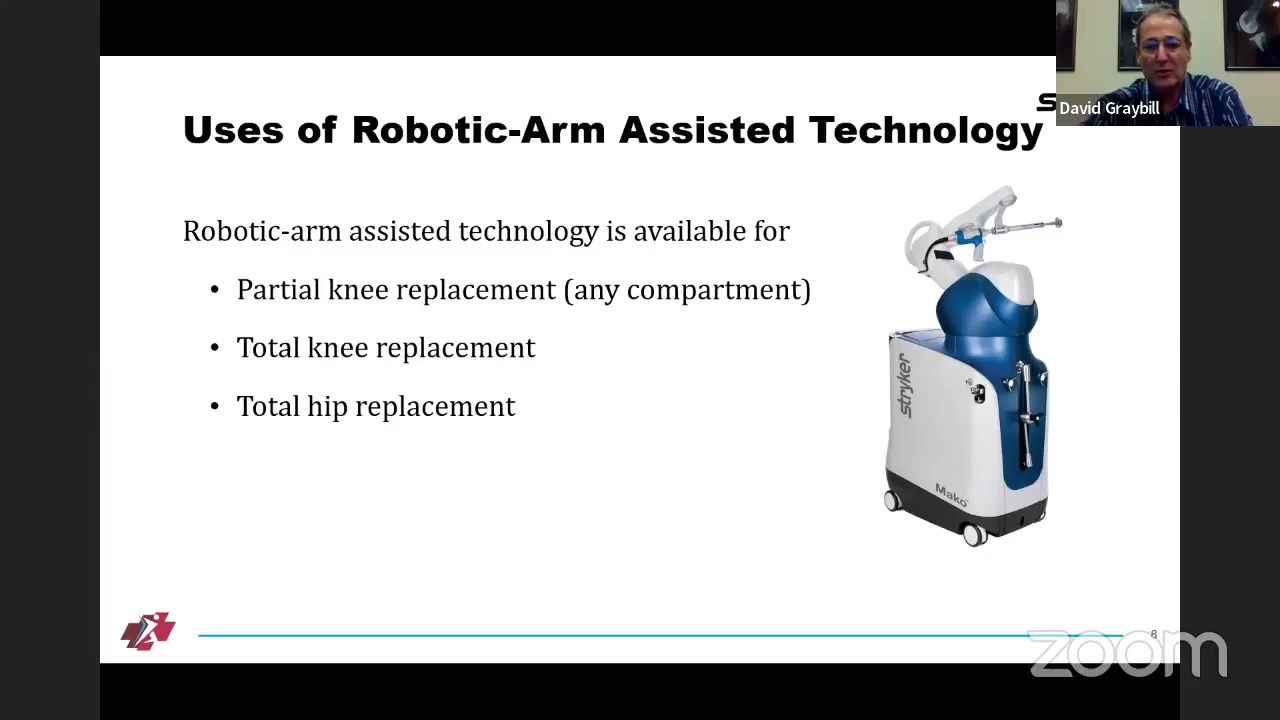 Uses of Robotic-Arm Assisted Technology
David Graybill
Robotic-arm assisted technology is available for
• Partial knee replacement (any compartment)
• Total knee replacement
• Total hip replacement
stryker
Mako
8
zoom